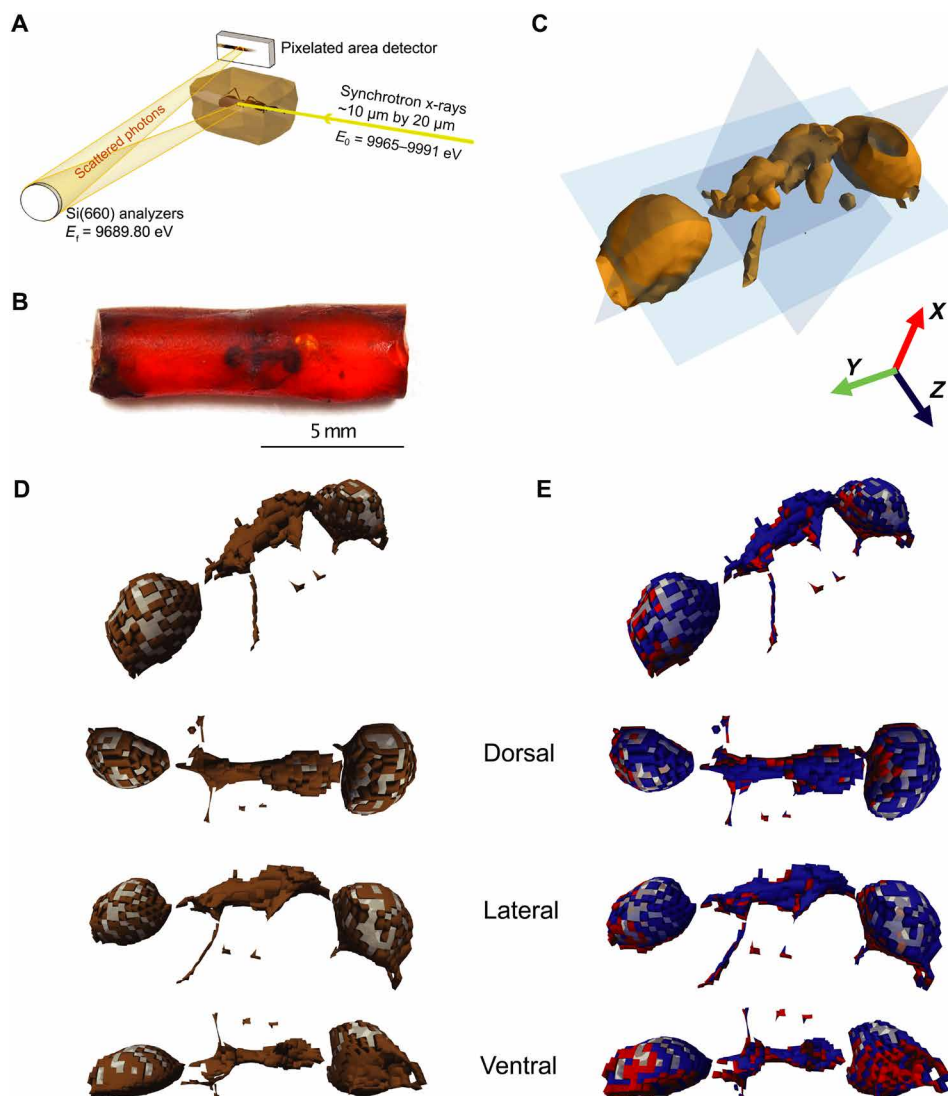 A
Pixelated area detector
Scattered photons
Synchrotron x-rays
~10 µm by 20 µm
E₀ = 9965–9991 eV
Si(660) analyzers
E_f = 9689.80 eV
B
5 mm
C
X
Y
Z
D
E
Dorsal
Lateral
Ventral